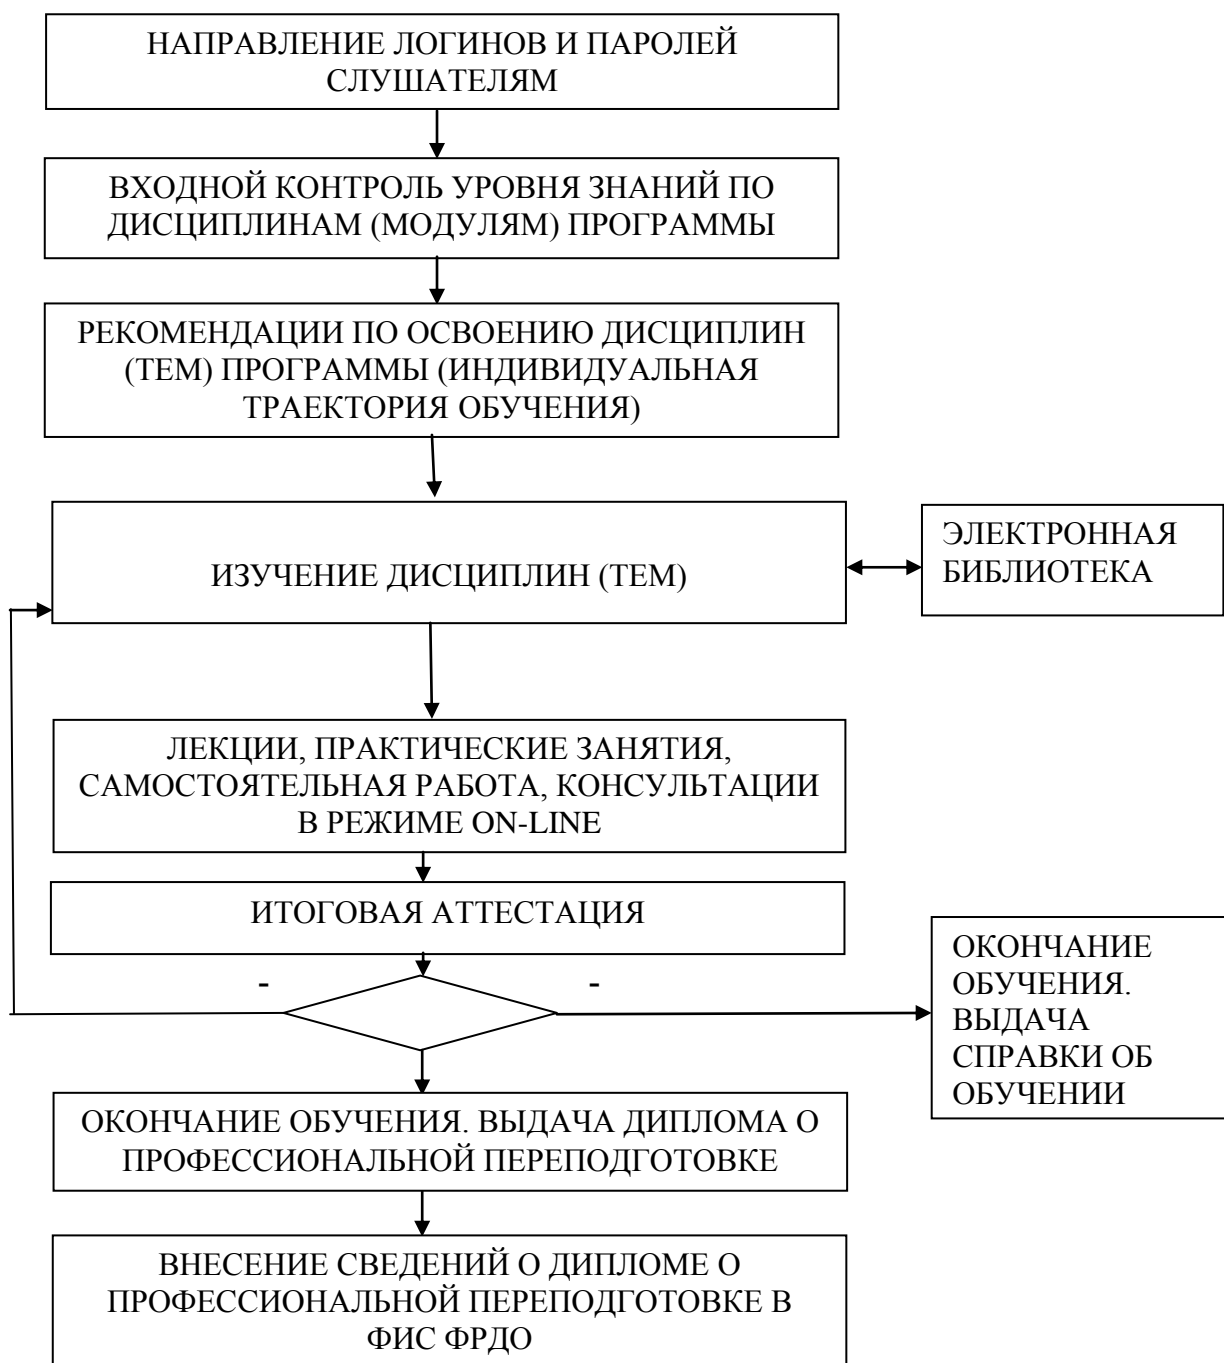 НАПРАВЛЕНИЕ ЛОГИНОВ И ПАРОЛЕЙ
СЛУШАТЕЛЯМ
ВХОДНОЙ КОНТРОЛЬ УРОВНЯ ЗНАНИЙ ПО
ДИСЦИПЛИНАМ (МОДУЛЯМ) ПРОГРАММЫ
РЕКОМЕНДАЦИИ ПО ОСВОЕНИЮ ДИСЦИПЛИН
(ТЕМ) ПРОГРАММЫ (ИНДИВИДУАЛЬНАЯ
ТРАЕКТОРИЯ ОБУЧЕНИЯ)
ИЗУЧЕНИЕ ДИСЦИПЛИН (ТЕМ)
ЭЛЕКТРОННАЯ
БИБЛИОТЕКА
ЛЕКЦИИ, ПРАКТИЧЕСКИЕ ЗАНЯТИЯ,
САМОСТОЯТЕЛЬНАЯ РАБОТА, КОНСУЛЬТАЦИИ
В РЕЖИМЕ ON-LINE
ИТОГОВАЯ АТТЕСТАЦИЯ
-
-
ОКОНЧАНИЕ
ОБУЧЕНИЯ.
ВЫДАЧА
СПРАВКИ ОБ
ОБУЧЕНИИ
ОКОНЧАНИЕ ОБУЧЕНИЯ. ВЫДАЧА ДИПЛОМА О
ПРОФЕССИОНАЛЬНОЙ ПЕРЕПОДГОТОВКЕ
ВНЕСЕНИЕ СВЕДЕНИЙ О ДИПЛОМЕ О
ПРОФЕССИОНАЛЬНОЙ ПЕРЕПОДГОТОВКЕ В
ФИС ФРДО